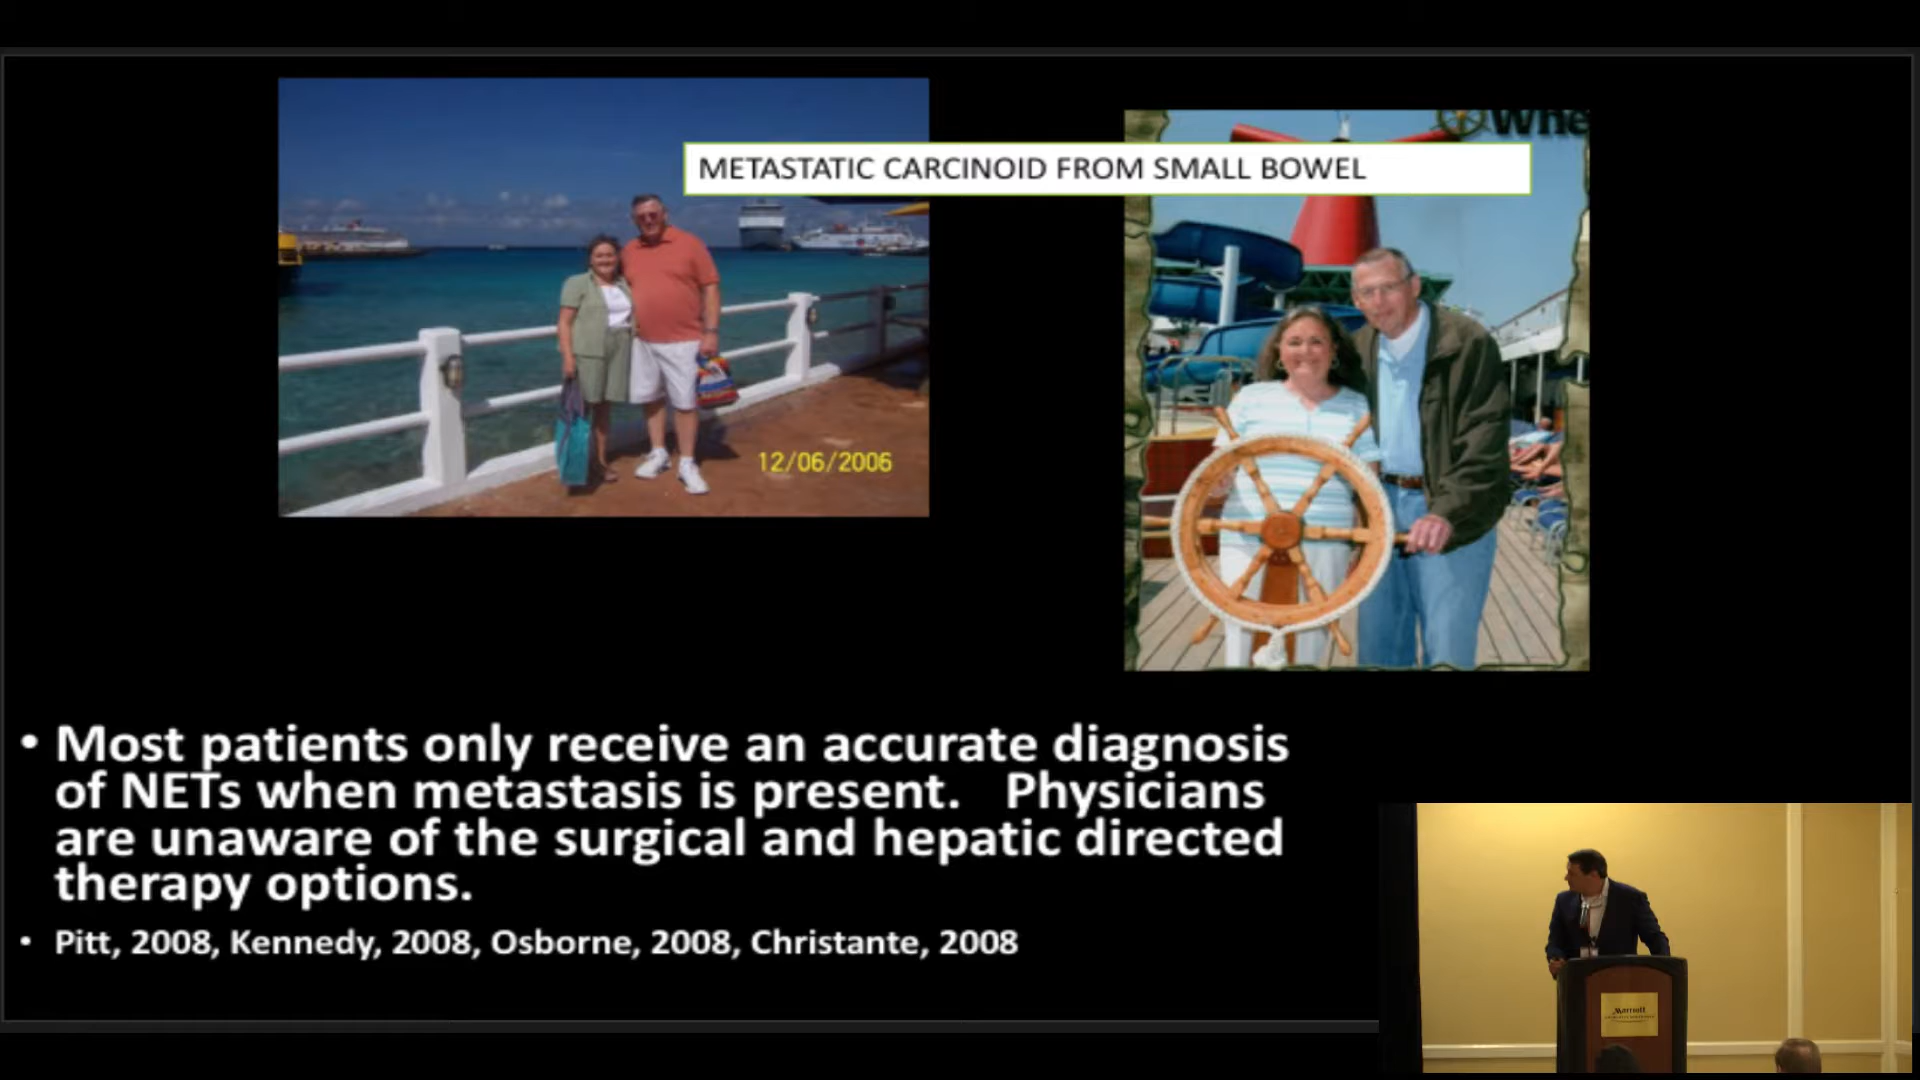 Whe
METASTATIC CARCINOID FROM SMALL BOWEL
12/06/2006
• Most patients only receive an accurate diagnosis
of NETs when metastasis is present. Physicians
are unaware of the surgical and hepatic directed
therapy options.
• Pitt, 2008, Kennedy, 2008, Osborne, 2008, Christante, 2008
Marriott